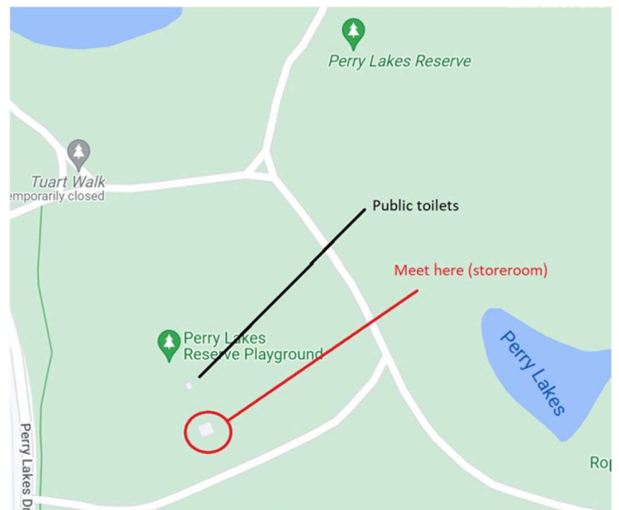 Perry Lakes Reserve
Tuart Walk
emporarily closed
Public toilets
Meet here (storeroom)
Perry Lakes
Reserve Playground
Perry Lakes
Perry Lakes Dr
Rop